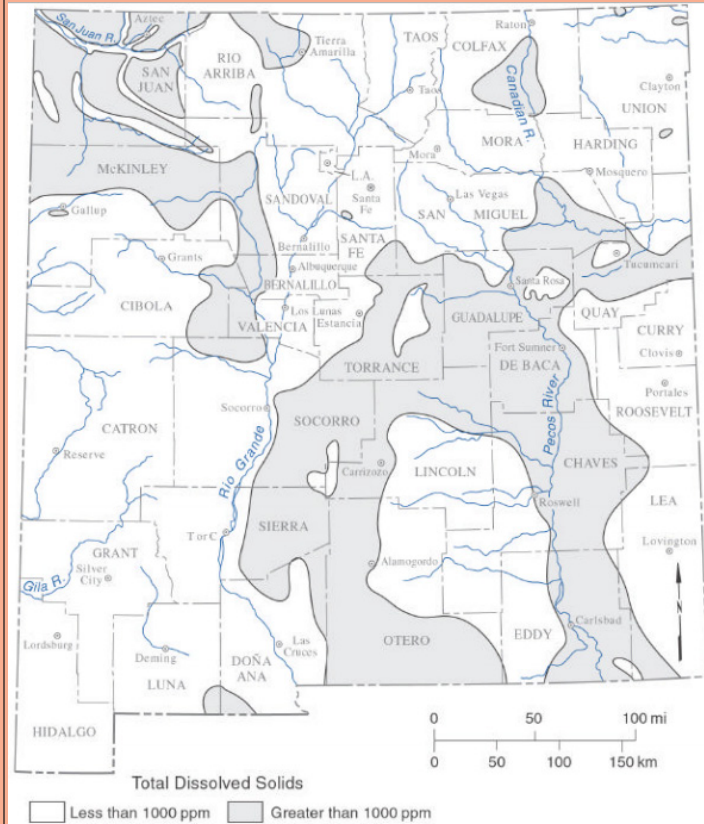 Aztec
San Juan R.
SAN
JUAN
RIO
ARRIBA
Tierra
Amarilla
TAOS
Taos
COLFAX
Raton
Canadian R.
Clayton
UNION
MORA
Mora
HARDING
Mosquero
McKINLEY
Gallup
SANDOVAL
L.A.
Santa
Fe
Las Vegas
SAN
MIGUEL
Bernalillo
SANTA
FE
Grants
Albuquerque
BERNALILLO
Tucumcari
Santa Rosa
CIBOLA
Los Lunas
VALENCIA
Estancia
GUADALUPE
QUAY
CURRY
Clovis
TORRANCE
Fort Sumner
DE BACA
Portales
ROOSEVELT
Socorro
SOCORRO
Pecos River
CATRON
Reserve
Rio Grande
Carrizozo
LINCOLN
CHAVES
Roswell
LEA
Lovington
T or C
SIERRA
GRANT
Silver
City
Gila R.
Alamogordo
N
Lordsburg
Deming
LUNA
Las
Cruces
DOÑA
ANA
OTERO
EDDY
Carlsbad
HIDALGO
0 50 100 mi
0 50 100 150 km
Total Dissolved Solids
Less than 1000 ppm Greater than 1000 ppm